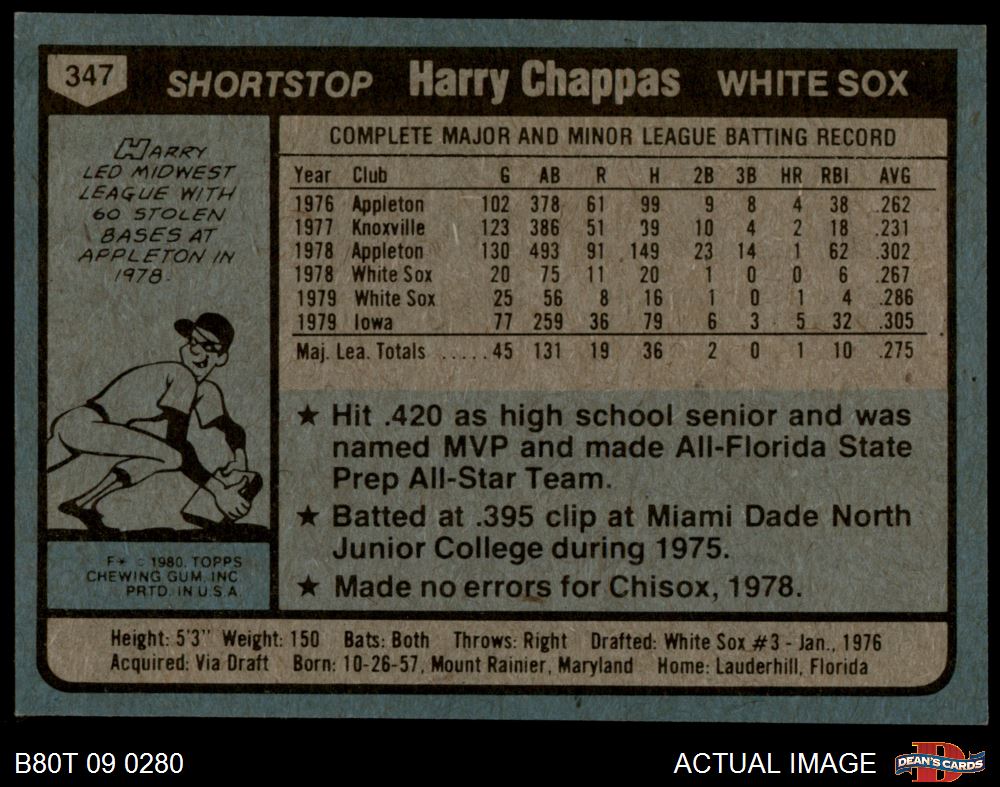 347 SHORTSTOP Harry Chappas WHITE SOX
HARRY
LED MIDWEST
LEAGUE WITH
60 STOLEN
BASES AT
APPLETON IN
1978.
F* © 1980, TOPPS
CHEWING GUM, INC
PRTD. IN U.S.A.
COMPLETE MAJOR AND MINOR LEAGUE BATTING RECORD
Year Club G AB R H 2B 3B HR RBI AVG
1976 Appleton 102 378 61 99 9 8 4 38 .262
1977 Knoxville 123 386 51 39 10 4 2 18 .231
1978 Appleton 130 493 91 149 23 14 1 62 .302
1978 White Sox 20 75 11 20 1 0 0 6 .267
1979 White Sox 25 56 8 16 1 0 1 4 .286
1979 Iowa 77 259 36 79 6 3 5 32 .305
Maj. Lea. Totals ..... 45 131 19 36 2 0 1 10 .275
★ Hit .420 as high school senior and was
named MVP and made All-Florida State
Prep All-Star Team.
★ Batted at .395 clip at Miami Dade North
Junior College during 1975.
★ Made no errors for Chisox, 1978.
Height: 5'3" Weight: 150 Bats: Both Throws: Right Drafted: White Sox #3 - Jan., 1976
Acquired: Via Draft Born: 10-26-57, Mount Rainier, Maryland Home: Lauderhill, Florida
B80T 09 0280
ACTUAL IMAGE
D
DEAN'S CARDS